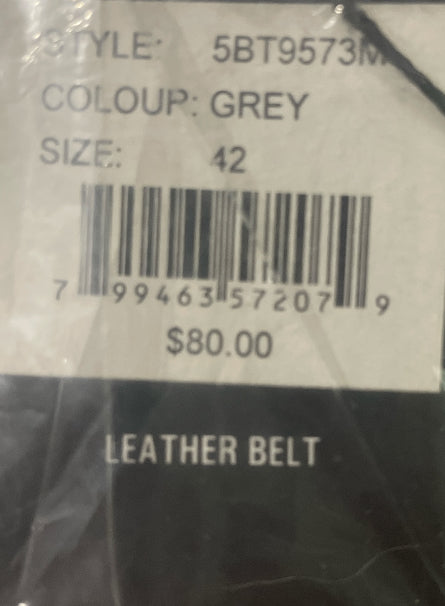 STYLE: 5BT9573M
COLOUR: GREY
SIZE: 42
7 99463 57207 9
$80.00
LEATHER BELT